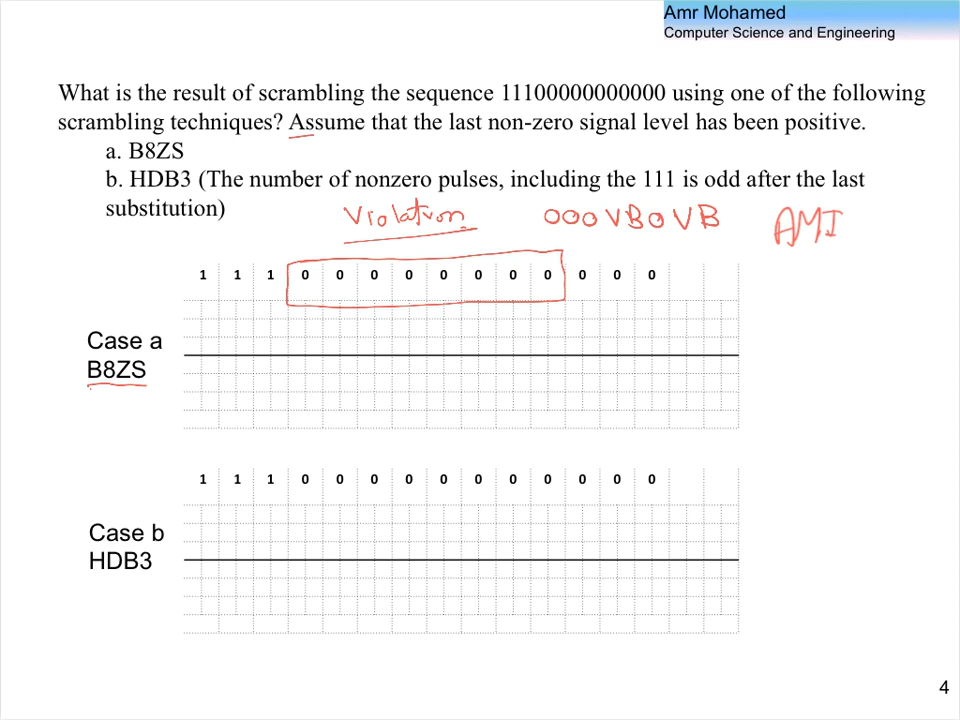 Amr Mohamed
Computer Science and Engineering
What is the result of scrambling the sequence 11100000000000 using one of the following
scrambling techniques? Assume that the last non-zero signal level has been positive.
a. B8ZS
b. HDB3 (The number of nonzero pulses, including the 111 is odd after the last
substitution)
Violation 000VB0VB AMI
1 1 1 0 0 0 0 0 0 0 0 0 0 0
Case a
B8ZS
1 1 1 0 0 0 0 0 0 0 0 0 0 0
Case b
HDB3
4